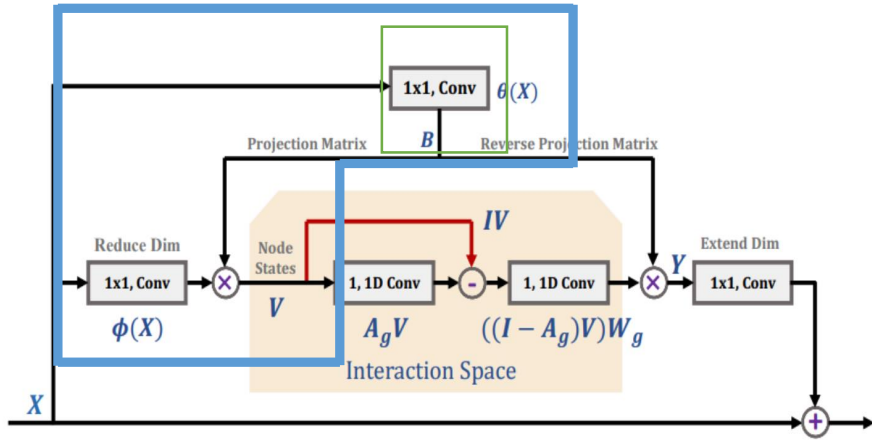 1x1, Conv
θ(X)
Projection Matrix
B
Reverse Projection Matrix
Reduce Dim
Node
States
IV
Extend Dim
1x1, Conv
×
V
1, 1D Conv
-
1, 1D Conv
×
Y
1x1, Conv
ϕ(X)
A_gV
((I − A_g)V)W_g
Interaction Space
X
+